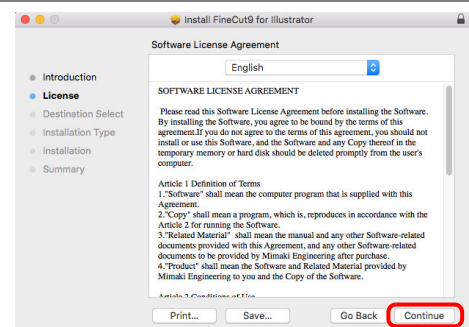 Install FineCut9 for Illustrator
Software License Agreement
English
Introduction
License
Destination Select
Installation Type
Installation
Summary
SOFTWARE LICENSE AGREEMENT
Please read this Software License Agreement before installing the Software.
By installing the Software, you agree to be bound by the terms of this
agreement.If you do not agree to the terms of this agreement, you should not
install or use this Software, and the Software and any Copy thereof in the
temporary memory or hard disk should be deleted promptly from the user's
computer.
Article 1 Definition of Terms
1."Software" shall mean the computer program that is supplied with this
Agreement.
2."Copy" shall mean a program, which is, reproduces in accordance with the
Article 2 for running the Software.
3."Related Material" shall mean the manual and any other Software-related
documents provided with this Agreement, and any other Software-related
documents to be provided by Mimaki Engineering after purchase.
4."Product" shall mean the Software and Related Material provided by
Mimaki Engineering to you and the Copy of the Software.
Article 2 Conditions of Use
Print...
Save...
Go Back
Continue